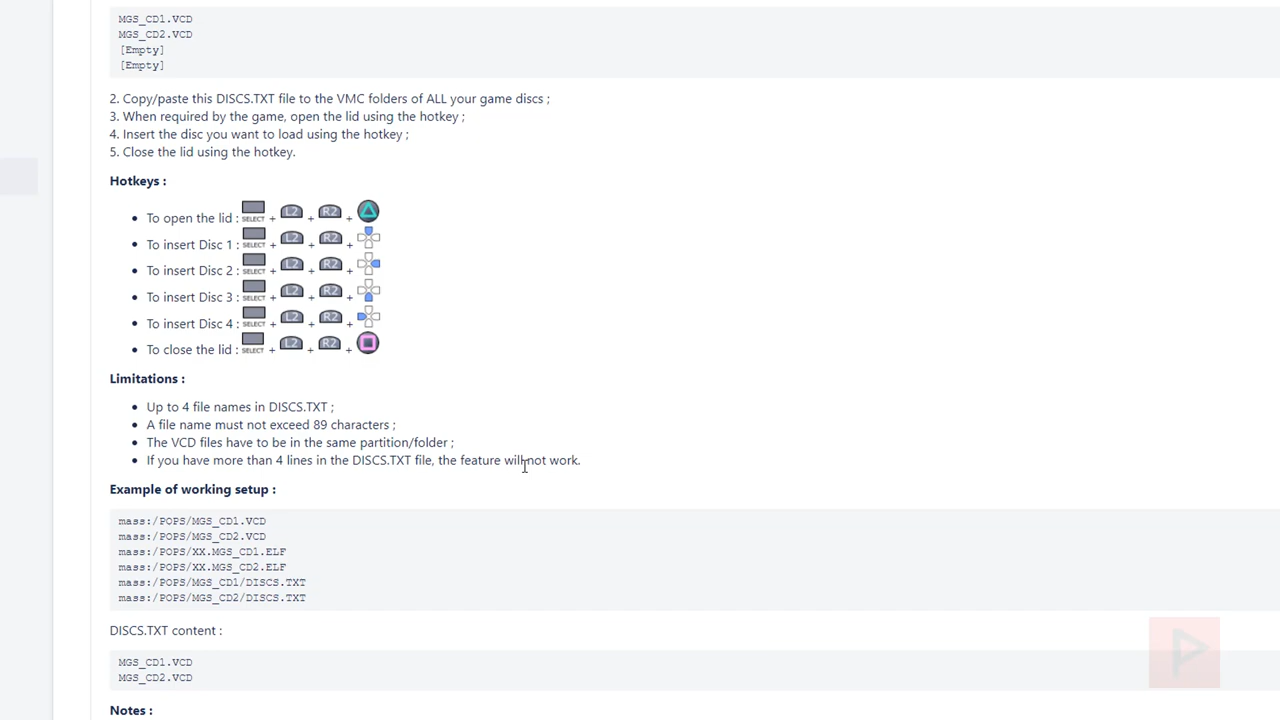 MGS_CD1.VCD
MGS_CD2.VCD
[Empty]
[Empty]
2. Copy/paste this DISCS.TXT file to the VMC folders of ALL your game discs ;
3. When required by the game, open the lid using the hotkey ;
4. Insert the disc you want to load using the hotkey ;
5. Close the lid using the hotkey.
Hotkeys :
To open the lid : SELECT + L2 + R2 +
To insert Disc 1 : SELECT + L2 + R2 +
To insert Disc 2 : SELECT + L2 + R2 +
To insert Disc 3 : SELECT + L2 + R2 +
To insert Disc 4 : SELECT + L2 + R2 +
To close the lid : SELECT + L2 + R2 +
Limitations :
Up to 4 file names in DISCS.TXT ;
A file name must not exceed 89 characters ;
The VCD files have to be in the same partition/folder ;
If you have more than 4 lines in the DISCS.TXT file, the feature will not work.
Example of working setup :
mass:/POPS/MGS_CD1.VCD
mass:/POPS/MGS_CD2.VCD
mass:/POPS/XX.MGS_CD1.ELF
mass:/POPS/XX.MGS_CD2.ELF
mass:/POPS/MGS_CD1/DISCS.TXT
mass:/POPS/MGS_CD2/DISCS.TXT
DISCS.TXT content :
MGS_CD1.VCD
MGS_CD2.VCD
Notes :